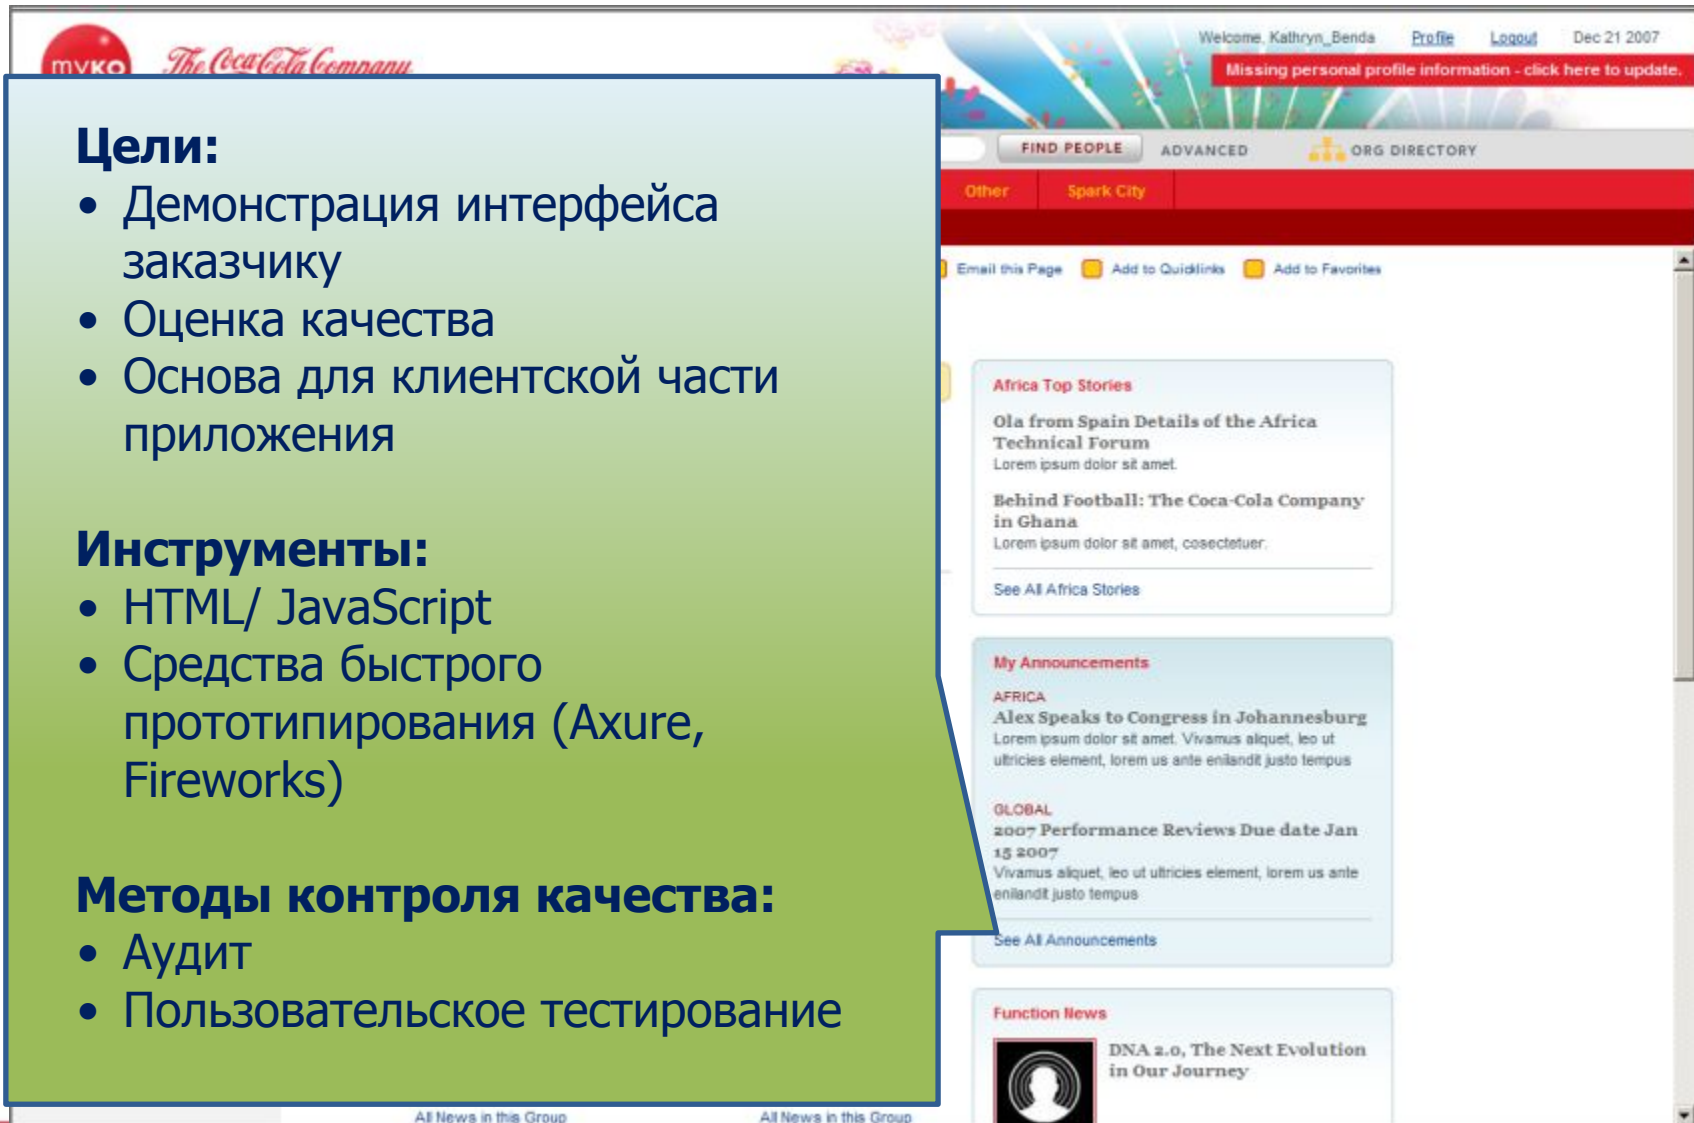 myKO
The Coca-Cola Company
Welcome, Kathryn_Benda Profile Logout Dec 21 2007
Missing personal profile information - click here to update.
FIND PEOPLE ADVANCED ORG DIRECTORY
Other Spark City
Email this Page Add to Quicklinks Add to Favorites
Цели:
• Демонстрация интерфейса
заказчику
• Оценка качества
• Основа для клиентской части
приложения
Инструменты:
• HTML/ JavaScript
• Средства быстрого
прототипирования (Axure,
Fireworks)
Методы контроля качества:
• Аудит
• Пользовательское тестирование
Africa Top Stories
Ola from Spain Details of the Africa
Technical Forum
Lorem ipsum dolor sit amet.
Behind Football: The Coca-Cola Company
in Ghana
Lorem ipsum dolor sit amet, cosectetuer.
See All Africa Stories
My Announcements
AFRICA
Alex Speaks to Congress in Johannesburg
Lorem ipsum dolor sit amet. Vivamus aliquet, leo ut
ultricies element, lorem us ante enilandit justo tempus
GLOBAL
2007 Performance Reviews Due date Jan
15 2007
Vivamus aliquet, leo ut ultricies element, lorem us ante
enilandit justo tempus
See All Announcements
Function News
DNA 2.0, The Next Evolution
in Our Journey
All News in this Group All News in this Group